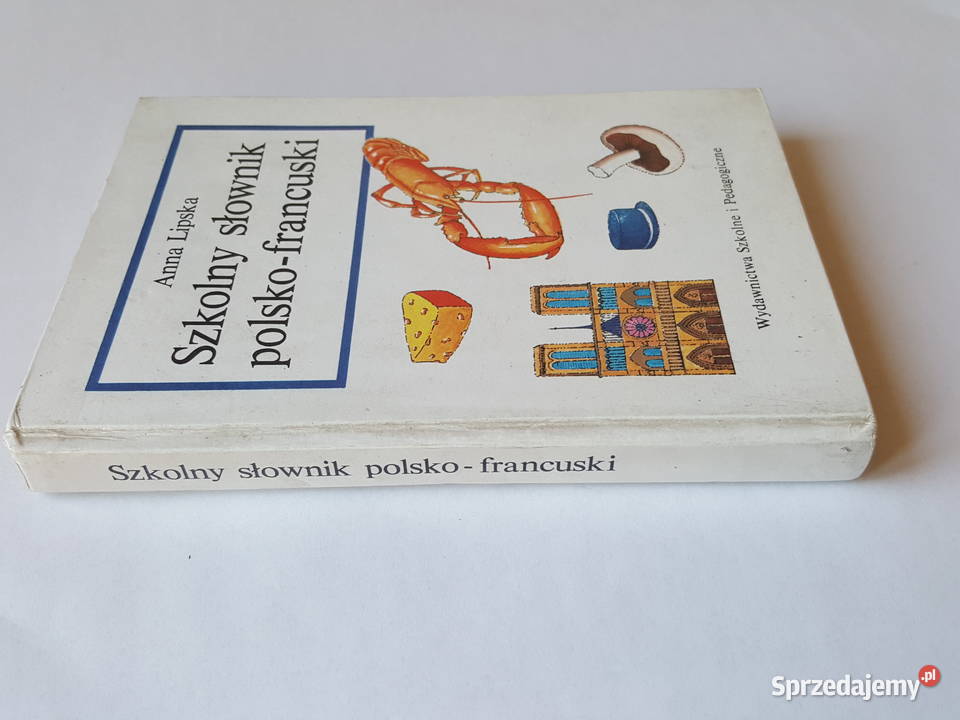 Anna Lipska
Szkolny słownik
polsko-francuski
Wydawnictwa Szkolne i Pedagogiczne
Szkolny słownik polsko-francuski
Sprzedajemy.pl